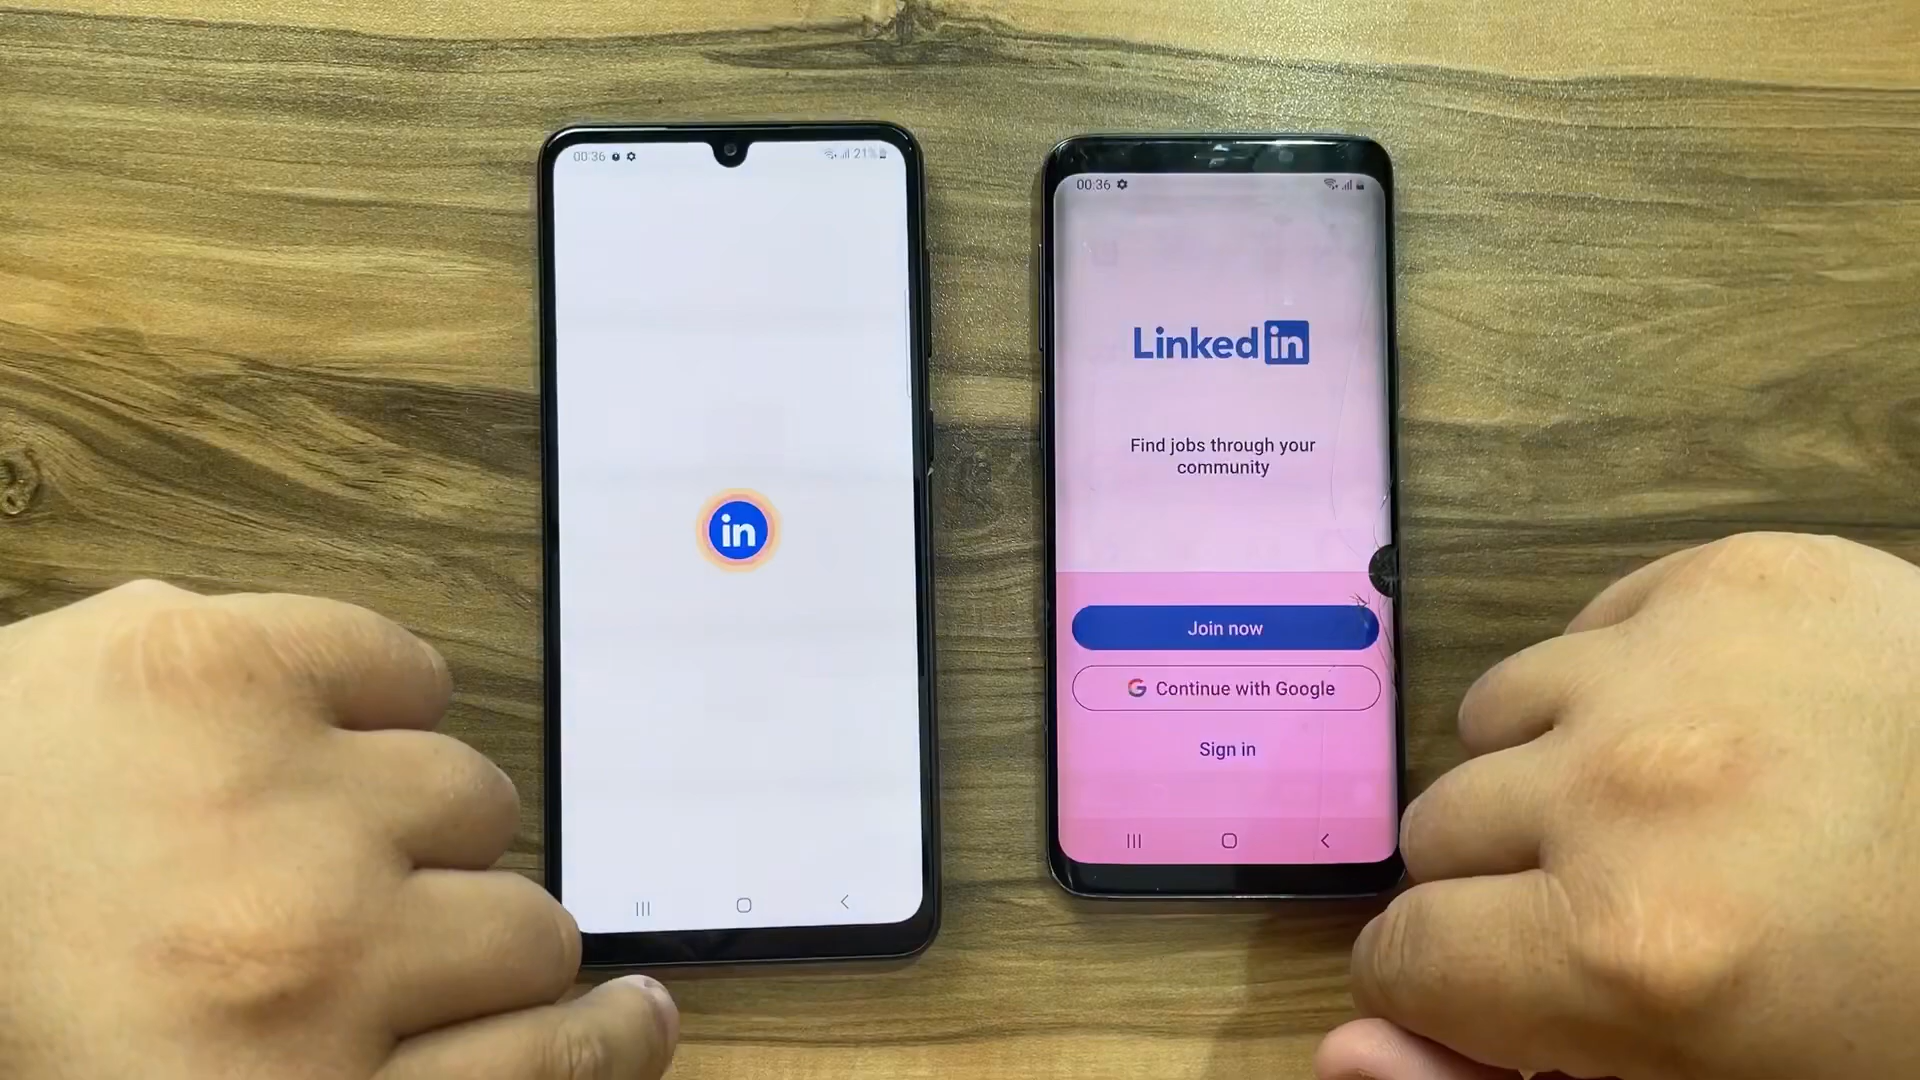 00:36
21%
in
00:36
Linkedin
Find jobs through your
community
Join now
G Continue with Google
Sign in